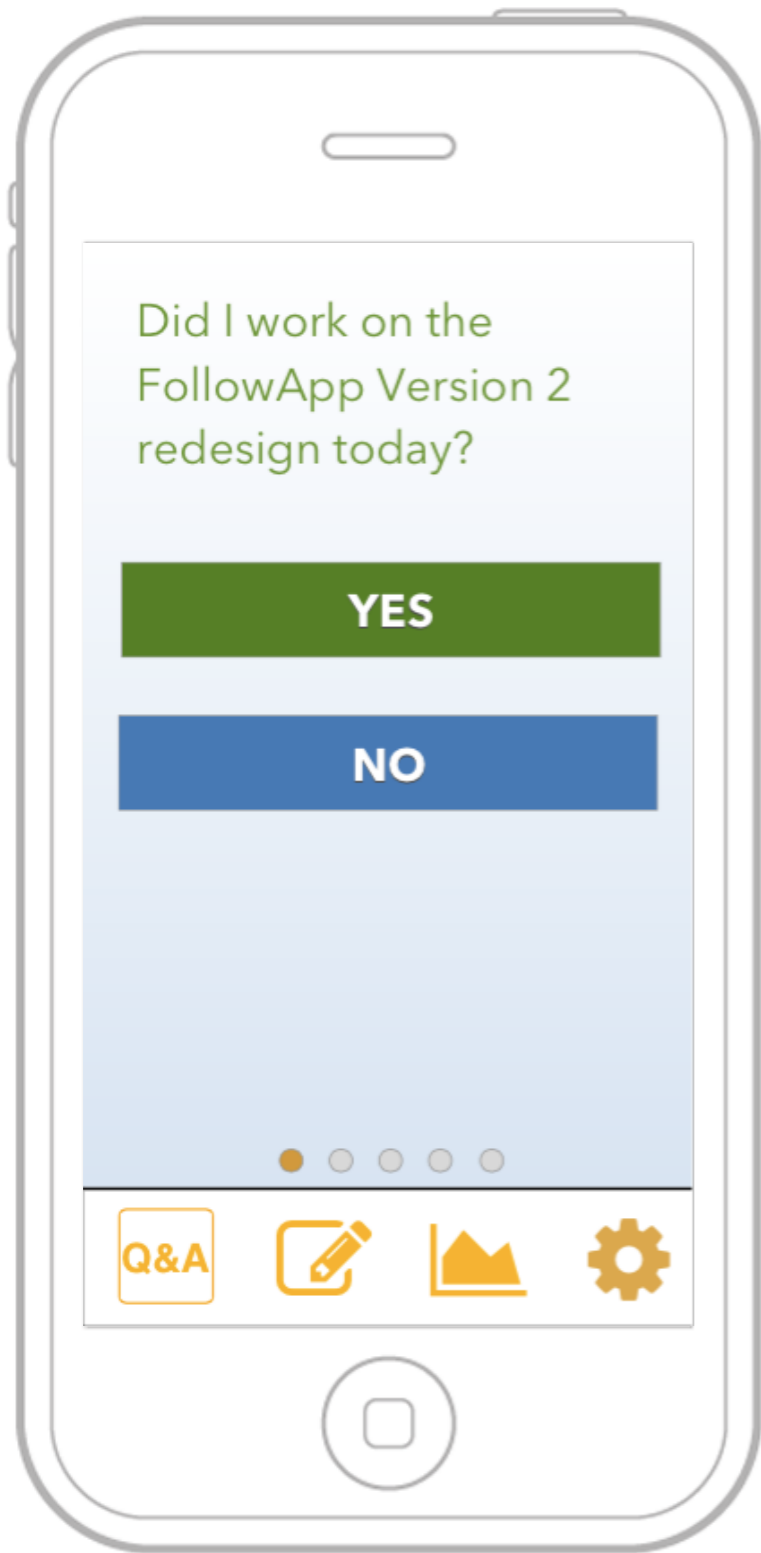 Did I work on the
FollowApp Version 2
redesign today?
YES
NO
Q&A